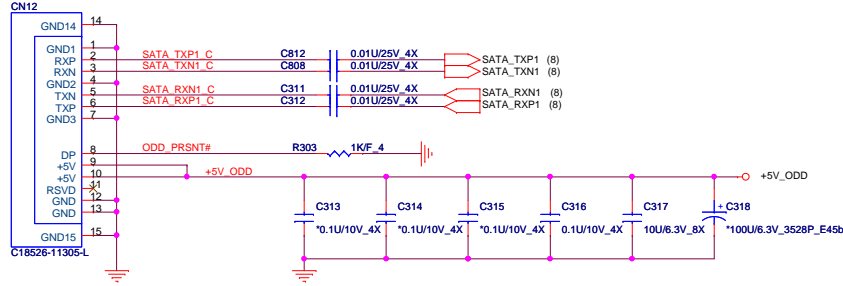 CN12
GND14 14
GND1 1
RXP 2 SATA_TXP1_C C812 0.01U/25V_4X SATA_TXP1 (8)
RXN 3 SATA_TXN1_C C808 0.01U/25V_4X SATA_TXN1 (8)
GND2 4
TXN 5 SATA_RXN1_C C311 0.01U/25V_4X SATA_RXN1 (8)
TXP 6 SATA_RXP1_C C312 0.01U/25V_4X SATA_RXP1 (8)
GND3 7
DP 8 ODD_PRSNT# R303 1K/F_4
+5V 9
+5V 10 +5V_ODD +5V_ODD
RSVD 11
GND 12
GND 13
C313 C314 C315 C316 C317 + C318
*0.1U/10V_4X *0.1U/10V_4X *0.1U/10V_4X 0.1U/10V_4X 10U/6.3V_8X *100U/6.3V_3528P_E45b
GND15 15
C18526-11305-L